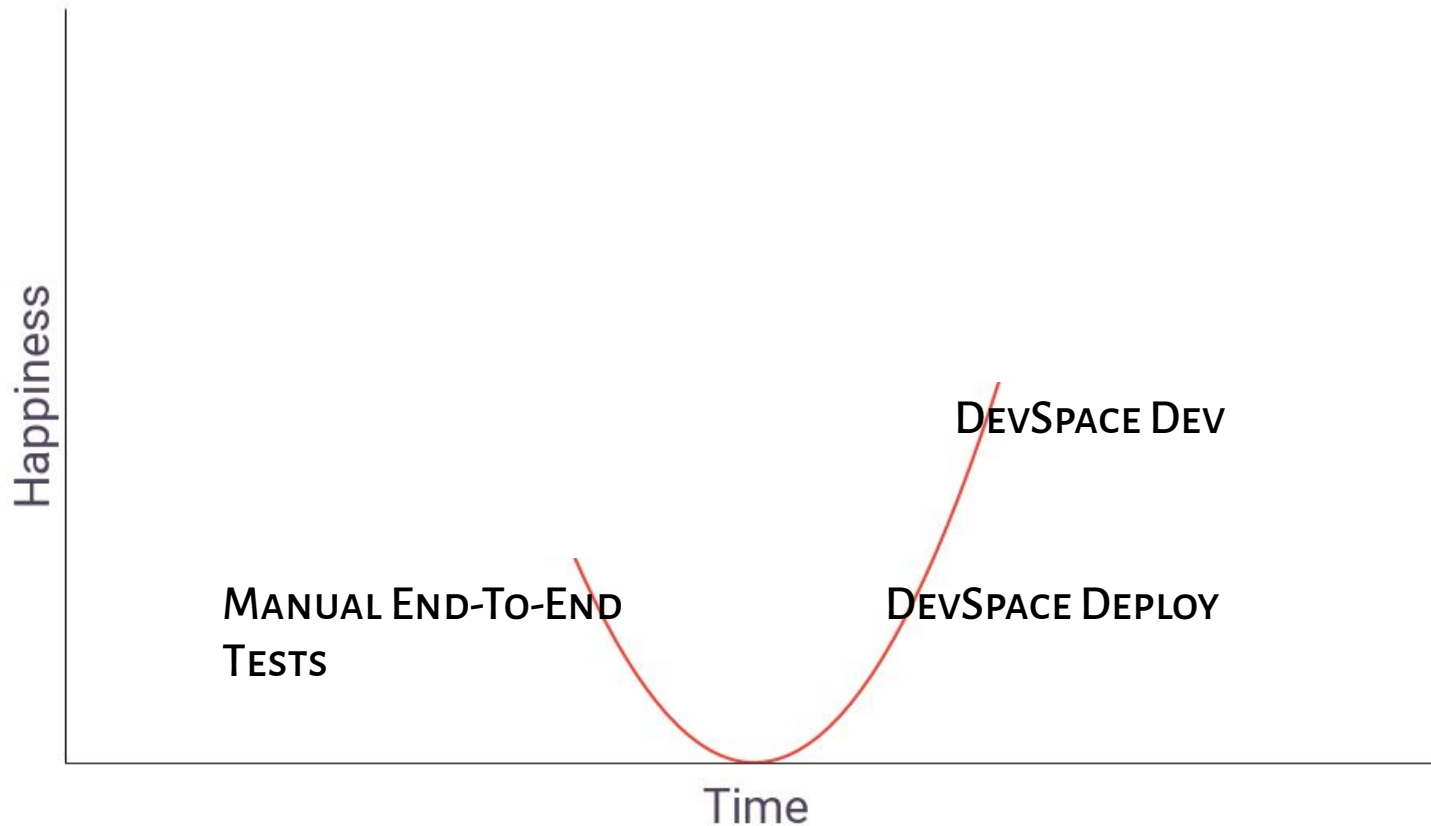 Happiness
DevSpace Dev
Manual End-To-End
Tests
DevSpace Deploy
Time